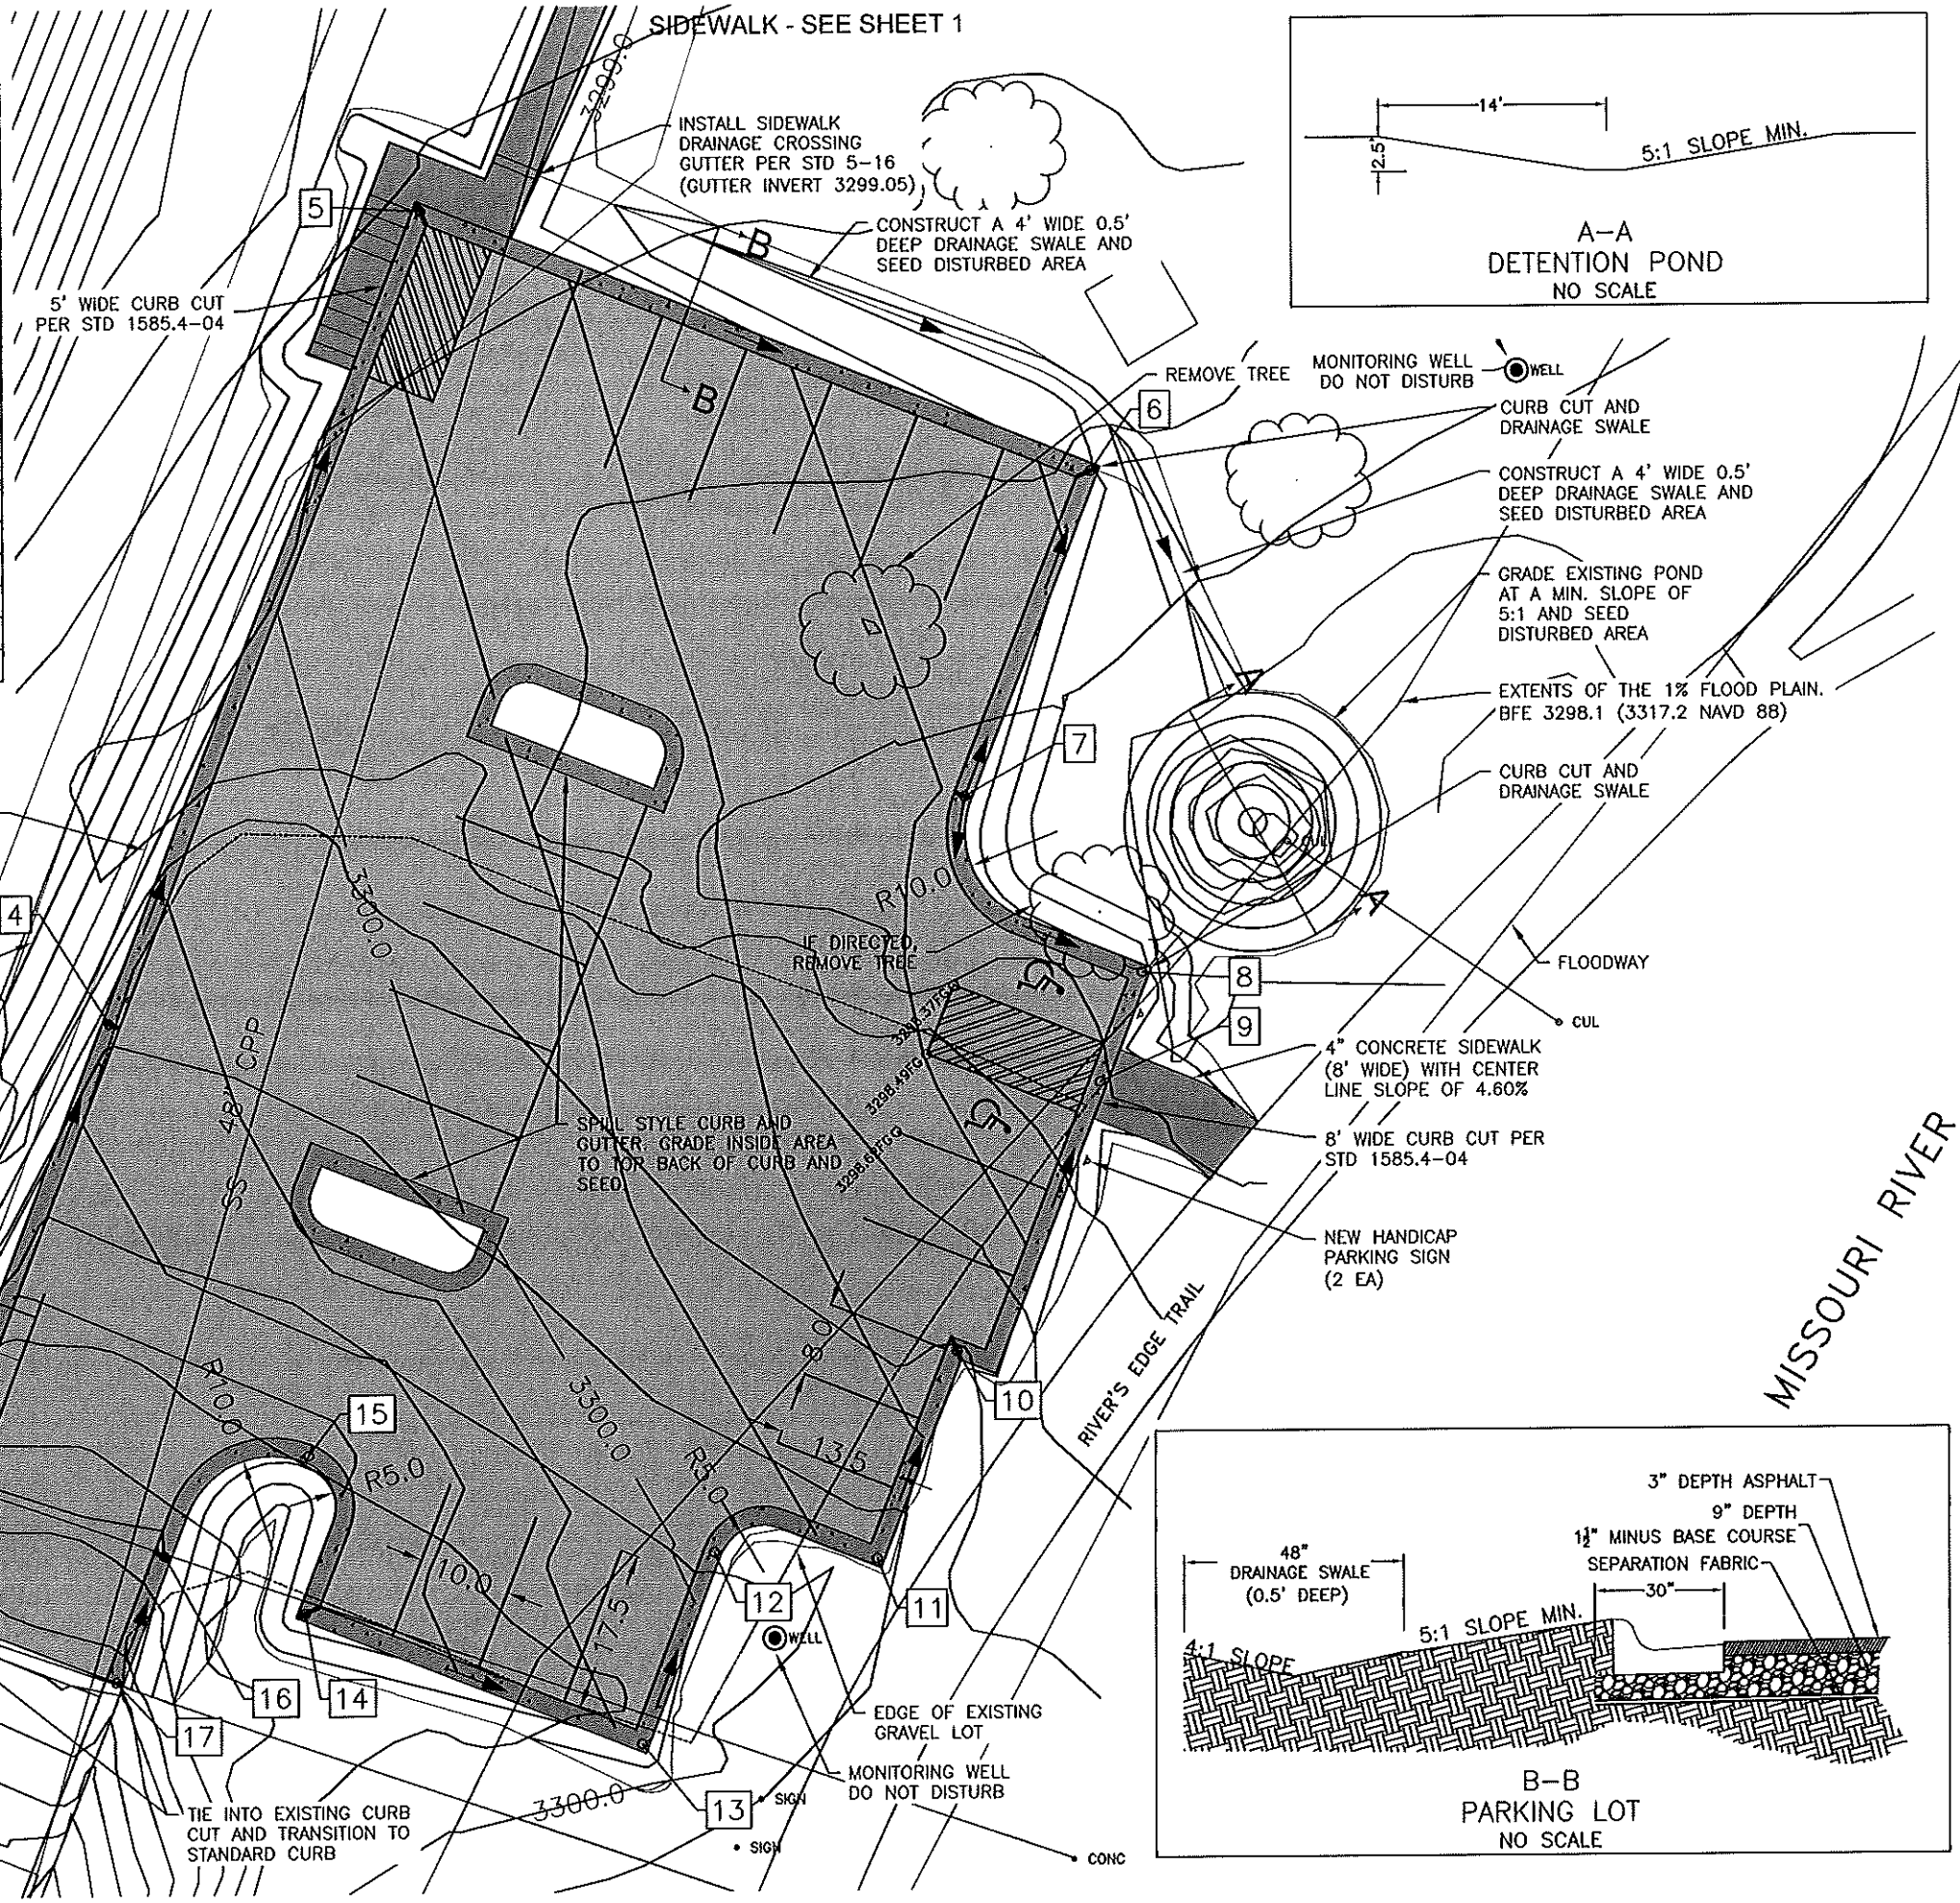 SIDEWALK - SEE SHEET 1
3299.0
INSTALL SIDEWALK
DRAINAGE CROSSING
GUTTER PER STD 5-16
(GUTTER INVERT 3299.05)
CONSTRUCT A 4' WIDE 0.5'
DEEP DRAINAGE SWALE AND
SEED DISTURBED AREA
B
B
5
5' WIDE CURB CUT
PER STD 1585.4-04
14'
2.5'
5:1 SLOPE MIN.
A-A
DETENTION POND
NO SCALE
REMOVE TREE
MONITORING WELL
DO NOT DISTURB
WELL
6
CURB CUT AND
DRAINAGE SWALE
CONSTRUCT A 4' WIDE 0.5'
DEEP DRAINAGE SWALE AND
SEED DISTURBED AREA
GRADE EXISTING POND
AT A MIN. SLOPE OF
5:1 AND SEED
DISTURBED AREA
EXTENTS OF THE 1% FLOOD PLAIN.
BFE 3298.1 (3317.2 NAVD 88)
A
7
CURB CUT AND
DRAINAGE SWALE
CUL
A
4
3300.0
R10.0
IF DIRECTED,
REMOVE TREE
8
FLOODWAY
9
CUL
3298.37FGG
3298.49FG
3298.62FGG
4" CONCRETE SIDEWALK
(8' WIDE) WITH CENTER
LINE SLOPE OF 4.60%
48" CPP
SS
SPILL STYLE CURB AND
GUTTER. GRADE INSIDE AREA
TO TOP BACK OF CURB AND
SEED.
8' WIDE CURB CUT PER
STD 1585.4-04
NEW HANDICAP
PARKING SIGN
(2 EA)
MISSOURI RIVER
RIVER'S EDGE TRAIL
8.0
10
R10.0
15
R5.0
3300.0
R5.0
13.5
10.0
17.5
12
11
WELL
16
14
17
EDGE OF EXISTING
GRAVEL LOT
MONITORING WELL
DO NOT DISTURB
13
SIGN
3300.0
SIGN
CONC
TIE INTO EXISTING CURB
CUT AND TRANSITION TO
STANDARD CURB
3" DEPTH ASPHALT
9" DEPTH
1½" MINUS BASE COURSE
SEPARATION FABRIC
48"
DRAINAGE SWALE
(0.5' DEEP)
30"
5:1 SLOPE MIN.
4:1 SLOPE
B-B
PARKING LOT
NO SCALE